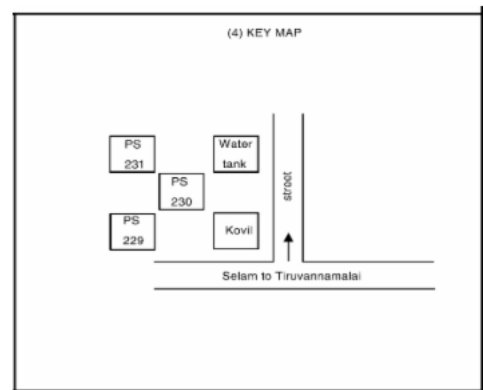 (4) KEY MAP
PS
231
Water
tank
PS
230
street
PS
229
Kovil
Selam to Tiruvannamalai